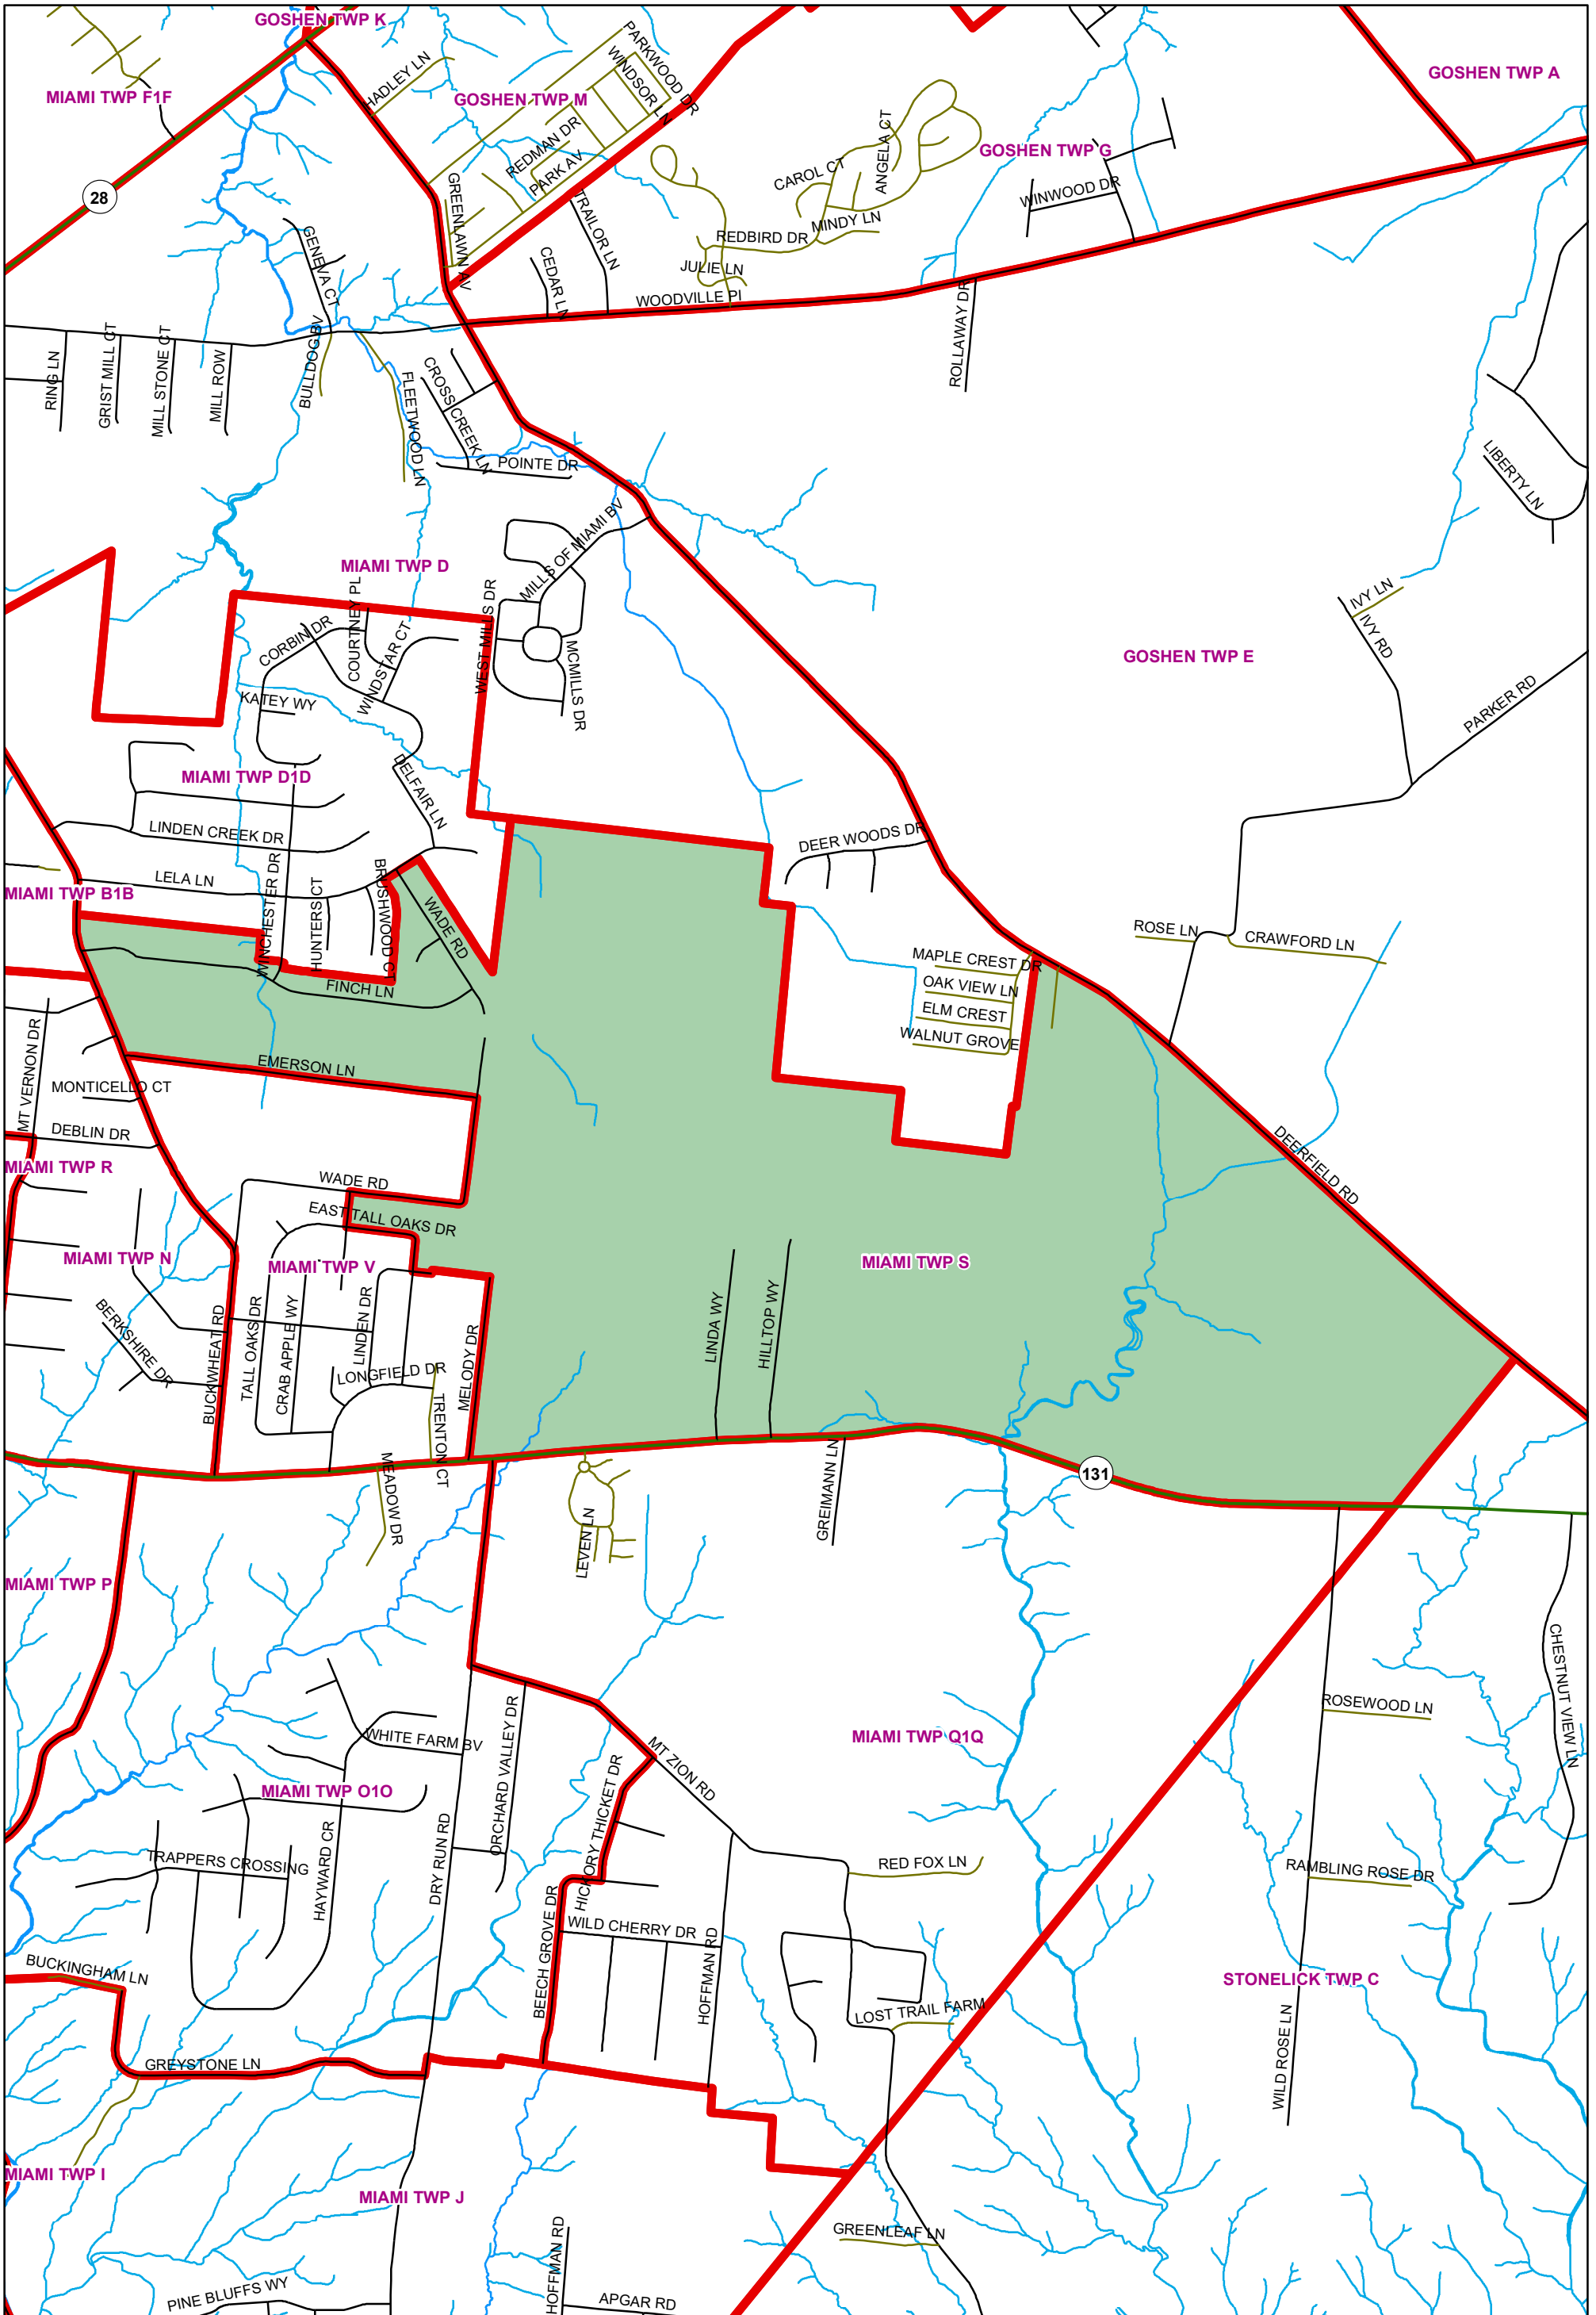 GOSHEN TWP K
PARKWOOD DR
HADLEY LN
WINDSOR LN
GOSHEN TWP A
MIAMI TWP F1F
GOSHEN TWP M
ANGELA CT
GOSHEN TWP G
REDMAN DR
CAROL CT
PARK AV
28
GREENLAWN AV
WINWOOD DR
TRAILOR LN
MINDY LN
REDBIRD DR
GENEVA CT
CEDAR LN
JULIE LN
WOODVILLE PI
ROLLAWAY DR
RING LN
GRIST MILL CT
MILL STONE CT
MILL ROW
BULLDOG BV
FLEETWOOD LN
CROSS CREEK LN
POINTE DR
LIBERTY LN
MILLS OF MIAMI BV
MIAMI TWP D
COURTNEY PL
WEST MILLS DR
IVY LN
IVY RD
CORBIN DR
WINDSTAR CT
MCMILLS DR
GOSHEN TWP E
KATEY WY
PARKER RD
MIAMI TWP D1D
DELFAIR LN
LINDEN CREEK DR
DEER WOODS DR
LELA LN
MIAMI TWP B1B
WINCHESTER DR
HUNTERS CT
BRUSHWOOD CT
WADE RD
ROSE LN
CRAWFORD LN
MAPLE CREST DR
OAK VIEW LN
FINCH LN
ELM CREST
WALNUT GROVE
MT VERNON DR
EMERSON LN
MONTICELLO CT
DEBLIN DR
DEERFIELD RD
MIAMI TWP R
WADE RD
EAST TALL OAKS DR
MIAMI TWP N
MIAMI TWP V
MIAMI TWP S
BERKSHIRE DR
BUCKWHEAT RD
TALL OAKS DR
CRAB APPLE WY
LINDEN DR
LONGFIELD DR
MELODY DR
LINDA WY
HILLTOP WY
TRENTON CT
MEADOW DR
LEVEN LN
GREIMANN LN
131
MIAMI TWP P
CHESTNUT VIEW LN
ROSEWOOD LN
WHITE FARM BV
ORCHARD VALLEY DR
MT ZION RD
MIAMI TWP Q1Q
MIAMI TWP O1O
HICKORY THICKET DR
DRY RUN RD
HAYWARD CR
TRAPPERS CROSSING
RED FOX LN
RAMBLING ROSE DR
BEECH GROVE DR
WILD CHERRY DR
HOFFMAN RD
BUCKINGHAM LN
STONELICK TWP C
LOST TRAIL FARM
WILD ROSE LN
GREYSTONE LN
MIAMI TWP I
MIAMI TWP J
GREENLEAF LN
HOFFMAN RD
PINE BLUFFS WY
APGAR RD